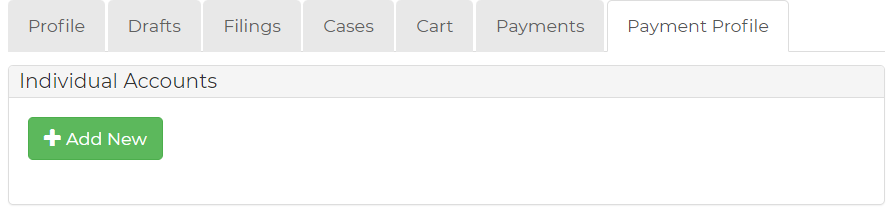 Profile Drafts Filings Cases Cart Payments Payment Profile
Individual Accounts
Add New